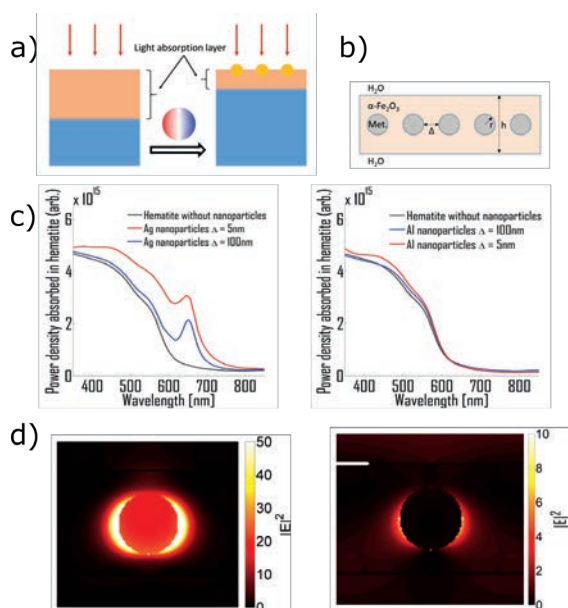 a)
Light absorption layer
b)
H₂O
α-Fe₂O₃
Met.
Δ
r
h
H₂O
c)
x 10¹⁵
Power density absorbed in hematite (arb.)
6
4
2
0
Hematite without nanoparticles
Ag nanoparticles Δ = 5nm
Ag nanoparticles Δ = 100nm
400 500 600 700 800
Wavelength [nm]
x 10¹⁵
Power density absorbed in hematite (arb.)
6
4
2
0
Hematite without nanoparticles
Al nanoparticles Δ = 100nm
Al nanoparticles Δ = 5nm
400 500 600 700 800
Wavelength [nm]
d)
50
40
30
20
10
0
|E|²
10
8
6
4
2
0
|E|²